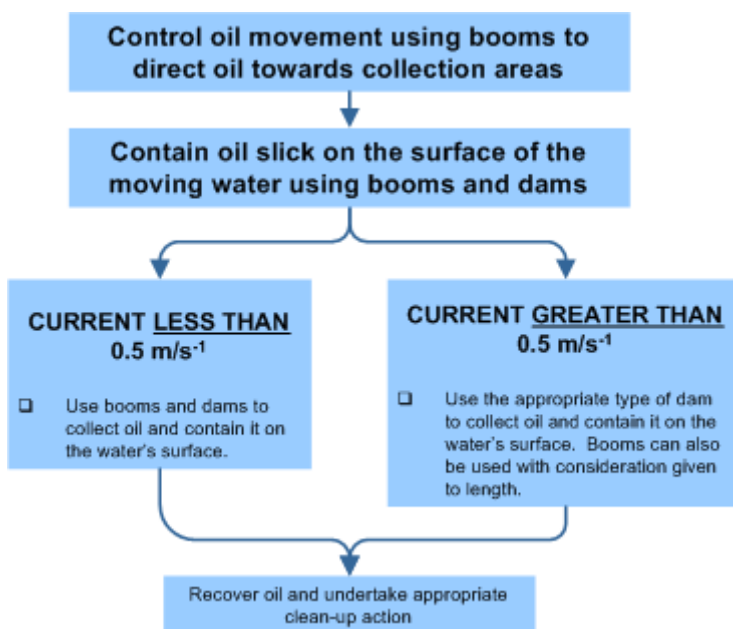 Control oil movement using booms to
direct oil towards collection areas
Contain oil slick on the surface of the
moving water using booms and dams
CURRENT LESS THAN
0.5 m/s⁻¹
❑ Use booms and dams to
collect oil and contain it on
the water's surface.
CURRENT GREATER THAN
0.5 m/s⁻¹
❑ Use the appropriate type of dam
to collect oil and contain it on the
water's surface. Booms can also
be used with consideration given
to length.
Recover oil and undertake appropriate
clean-up action